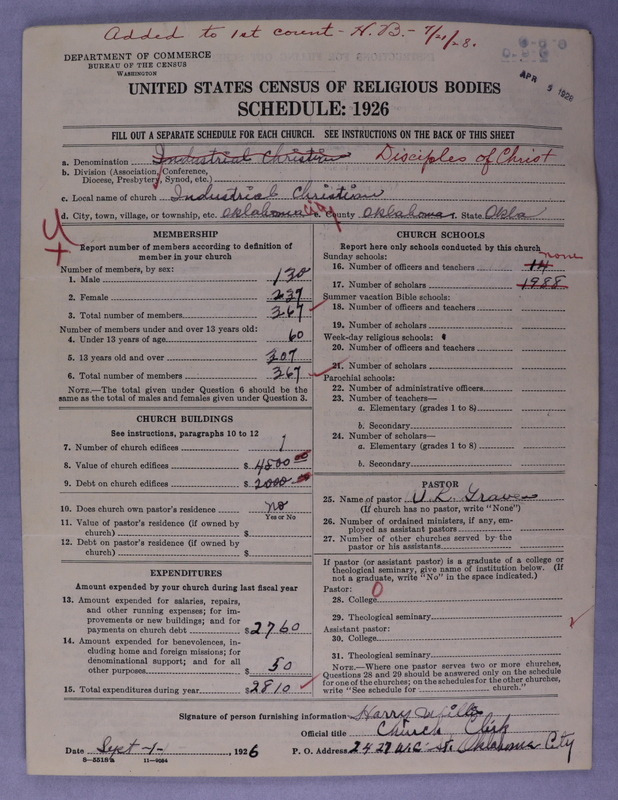 Added to 1st count - H.B. - 7/21/28.
DEPARTMENT OF COMMERCE
BUREAU OF THE CENSUS
WASHINGTON
APR 5 1928
UNITED STATES CENSUS OF RELIGIOUS BODIES
SCHEDULE: 1926
FILL OUT A SEPARATE SCHEDULE FOR EACH CHURCH. SEE INSTRUCTIONS ON THE BACK OF THIS SHEET
a. Denomination Industrial Christian Disciples of Christ
b. Division (Association, Conference,
Diocese, Presbytery, Synod, etc.)
c. Local name of church Industrial Christian
d. City, town, village, or township, etc. Oklahoma City e. County Oklahoma f. State Okla
MEMBERSHIP
Report number of members according to definition of
member in your church
Number of members, by sex:
1. Male 130
2. Female 237
3. Total number of members 367
Number of members under and over 13 years old:
4. Under 13 years of age 60
5. 13 years old and over 307
6. Total number of members 367
NOTE.—The total given under Question 6 should be the
same as the total of males and females given under Question 3.
CHURCH BUILDINGS
See instructions, paragraphs 10 to 12
7. Number of church edifices 1
8. Value of church edifices $ 4800 00
9. Debt on church edifices $ 2000 00
10. Does church own pastor's residence? no
Yes or No
11. Value of pastor's residence (if owned by
church) $
12. Debt on pastor's residence (if owned by
church) $
EXPENDITURES
Amount expended by your church during last fiscal year
13. Amount expended for salaries, repairs,
and other running expenses; for im-
provements or new buildings; and for
payments on church debt $ 2760
14. Amount expended for benevolences, in-
cluding home and foreign missions; for
denominational support; and for all
other purposes $ 50
15. Total expenditures during year $ 2810
CHURCH SCHOOLS
Report here only schools conducted by this church
Sunday schools: none
16. Number of officers and teachers 14
17. Number of scholars 1988
Summer vacation Bible schools:
18. Number of officers and teachers
19. Number of scholars
Week-day religious schools:
20. Number of officers and teachers
21. Number of scholars
Parochial schools:
22. Number of administrative officers
23. Number of teachers—
a. Elementary (grades 1 to 8)
b. Secondary
24. Number of scholars—
a. Elementary (grades 1 to 8)
b. Secondary
PASTOR
25. Name of pastor U.K. Graves
(If church has no pastor, write "None")
26. Number of ordained ministers, if any, em-
ployed as assistant pastors
27. Number of other churches served by the
pastor or his assistants
If pastor (or assistant pastor) is a graduate of a college or
theological seminary, give name of institution below. (If
not a graduate, write "No" in the space indicated.)
Pastor:
28. College 0
29. Theological seminary
Assistant pastor:
30. College
31. Theological seminary
NOTE.—Where one pastor serves two or more churches,
Questions 28 and 29 should be answered only on the schedule
for one of the churches; on the schedules for the other churches,
write "See schedule for church."
Signature of person furnishing information Harry
Official title Church Clerk
Date Sept-1- 1926 P. O. Address 2427 W.C. St. Oklahoma City
8—5518a 11—9064